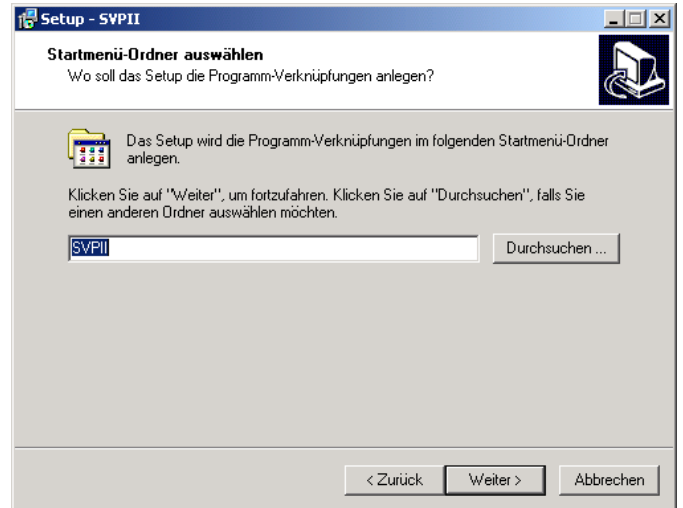 Setup - SVPII
Startmenü-Ordner auswählen
Wo soll das Setup die Programm-Verknüpfungen anlegen?
Das Setup wird die Programm-Verknüpfungen im folgenden Startmenü-Ordner
anlegen.
Klicken Sie auf "Weiter", um fortzufahren. Klicken Sie auf "Durchsuchen", falls Sie
einen anderen Ordner auswählen möchten.
SVPII
Durchsuchen ...
< Zurück
Weiter >
Abbrechen